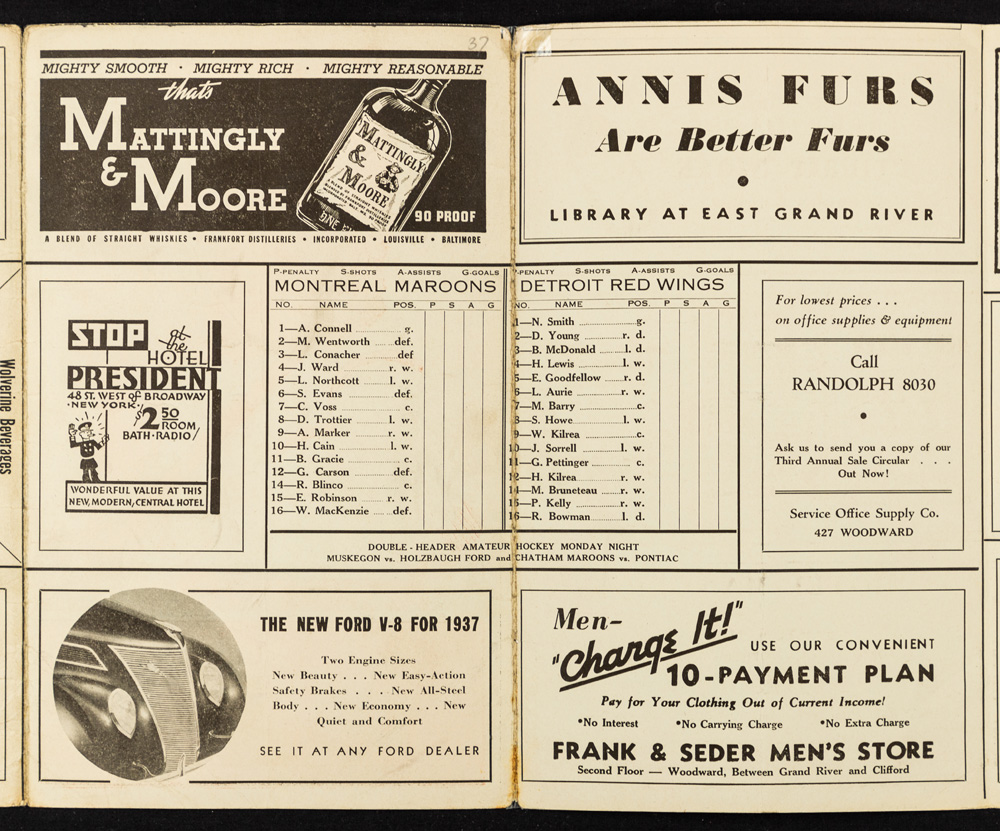 37
MIGHTY SMOOTH · MIGHTY RICH · MIGHTY REASONABLE
that's
MATTINGLY
& MOORE
MATTINGLY
&
MOORE
90 PROOF
A BLEND OF STRAIGHT WHISKIES • FRANKFORT DISTILLERIES • INCORPORATED • LOUISVILLE • BALTIMORE
ANNIS FURS
Are Better Furs
•
LIBRARY AT EAST GRAND RIVER
Wolverine Beverages
STOP at
the
HOTEL
PRESIDENT
48 ST. WEST of BROADWAY
·NEW YORK·
$2 50
ROOM
BATH·RADIO/
WONDERFUL VALUE AT THIS
NEW, MODERN, CENTRAL HOTEL
P-PENALTY S-SHOTS A-ASSISTS G-GOALS
MONTREAL MAROONS
NO. NAME POS. P S A G
1—A. Connell ........ g.
2—M. Wentworth ...... def.
3—L. Conacher ........ def
4—J. Ward ........ r. w.
5—L. Northcott ........ l. w.
6—S. Evans ........ def.
7—C. Voss ........ c.
8—D. Trottier ........ l. w.
9—A. Marker ........ r. w.
10—H. Cain ........ l. w.
11—B. Gracie ........ c.
12—G. Carson ........ def.
14—R. Blinco ........ c.
15—E. Robinson ........ r. w.
16—W. MacKenzie ...... def.
P-PENALTY S-SHOTS A-ASSISTS G-GOALS
DETROIT RED WINGS
NO. NAME POS. P S A G
1—N. Smith ........ g.
2—D. Young ........ r. d.
3—B. McDonald ........ l. d.
4—H. Lewis ........ l. w.
5—E. Goodfellow ........ r. d.
6—L. Aurie ........ r. w.
7—M. Barry ........ c.
8—S. Howe ........ l. w.
9—W. Kilrea ........ c.
10—J. Sorrell ........ l. w.
11—G. Pettinger ........ c.
12—H. Kilrea ........ r. w.
14—M. Bruneteau ........ r. w.
15—P. Kelly ........ r. w.
16—R. Bowman ........ l. d.
DOUBLE-HEADER AMATEUR HOCKEY MONDAY NIGHT
MUSKEGON vs. HOLZBAUGH FORD and CHATHAM MAROONS vs. PONTIAC
For lowest prices . . .
on office supplies & equipment
Call
RANDOLPH 8030
•
Ask us to send you a copy of our
Third Annual Sale Circular . . .
Out Now!
Service Office Supply Co.
427 WOODWARD
THE NEW FORD V-8 FOR 1937
Two Engine Sizes
New Beauty . . . New Easy-Action
Safety Brakes . . . New All-Steel
Body . . . New Economy . . . New
Quiet and Comfort
SEE IT AT ANY FORD DEALER
Men–
"Charge It!"
USE OUR CONVENIENT
10-PAYMENT PLAN
Pay for Your Clothing Out of Current Income!
•No Interest •No Carrying Charge •No Extra Charge
FRANK & SEDER MEN'S STORE
Second Floor — Woodward, Between Grand River and Clifford